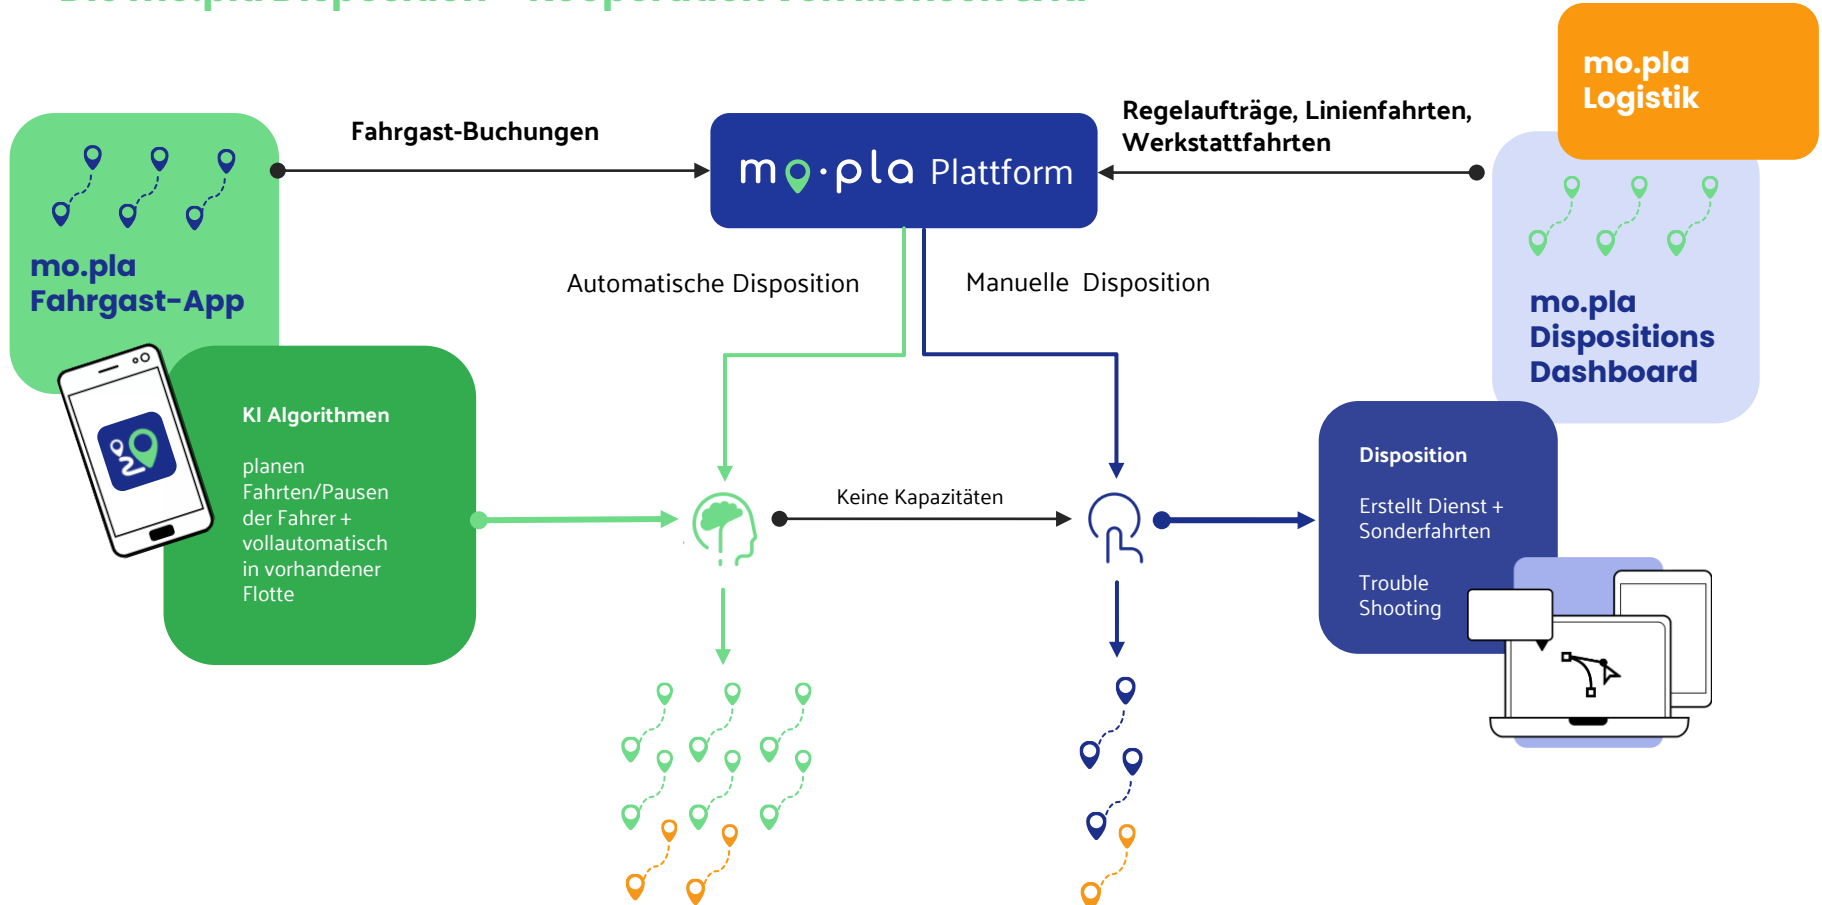 mo.pla
Logistik
Fahrgast-Buchungen
mo.pla Plattform
Regelaufträge, Linienfahrten,
Werkstattfahrten
mo.pla
Fahrgast-App
Automatische Disposition
Manuelle Disposition
mo.pla
Dispositions
Dashboard
KI Algorithmen
planen
Fahrten/Pausen
der Fahrer +
vollautomatisch
in vorhandener
Flotte
Keine Kapazitäten
Disposition
Erstellt Dienst +
Sonderfahrten
Trouble
Shooting